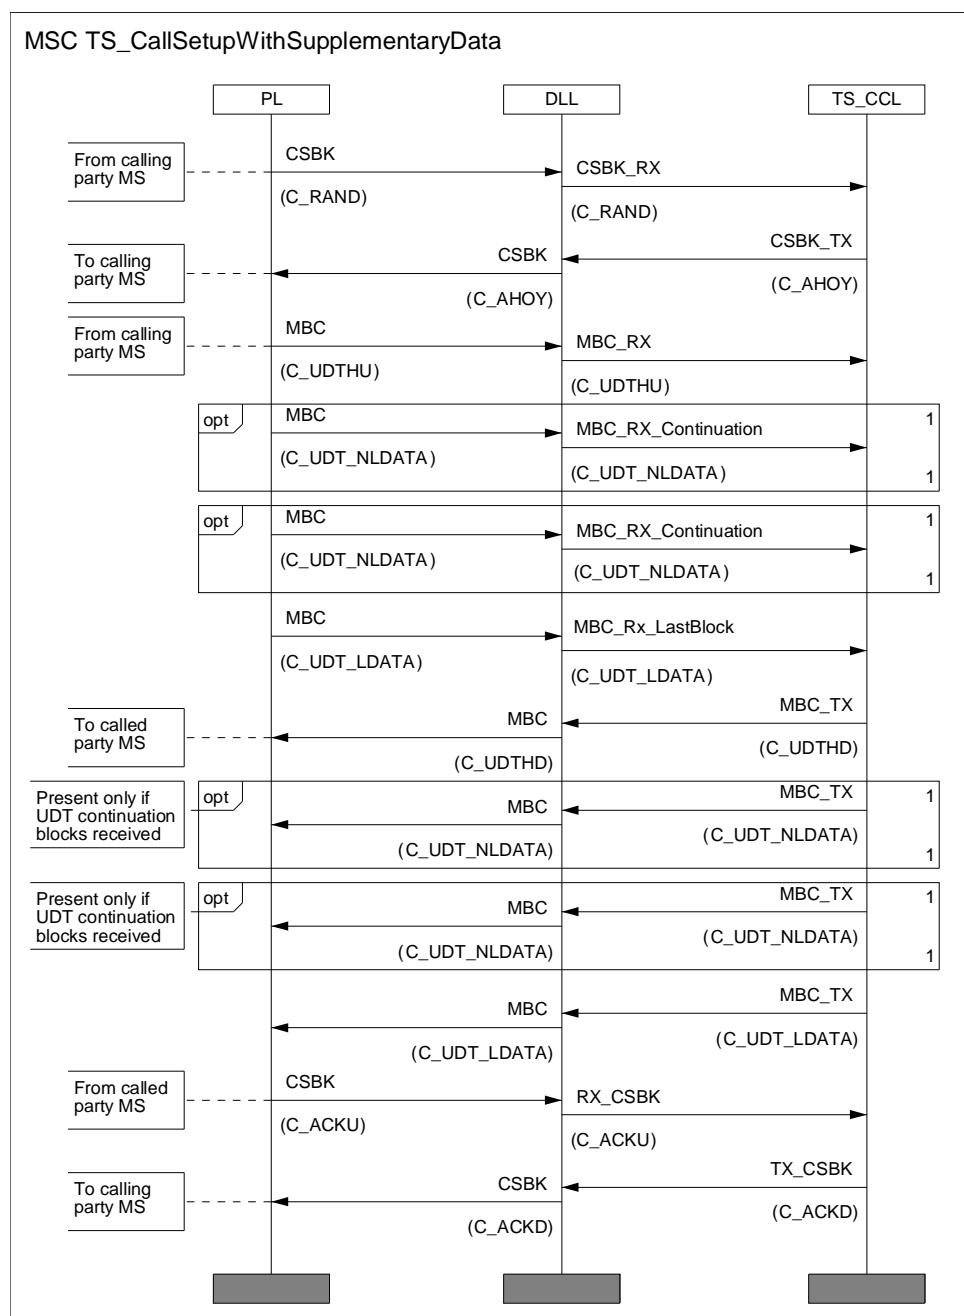 MSC TS_CallSetupWithSupplementaryData
PL
DLL
TS_CCL
From calling
party MS
CSBK
(C_RAND)
CSBK_RX
(C_RAND)
To calling
party MS
CSBK
(C_AHOY)
CSBK_TX
(C_AHOY)
From calling
party MS
MBC
(C_UDTHU)
MBC_RX
(C_UDTHU)
opt
MBC
(C_UDT_NLDATA)
MBC_RX_Continuation
(C_UDT_NLDATA)
1
1
opt
MBC
(C_UDT_NLDATA)
MBC_RX_Continuation
(C_UDT_NLDATA)
1
1
MBC
(C_UDT_LDATA)
MBC_Rx_LastBlock
(C_UDT_LDATA)
To called
party MS
MBC
(C_UDTHD)
MBC_TX
(C_UDTHD)
Present only if
UDT continuation
blocks received
opt
MBC
(C_UDT_NLDATA)
MBC_TX
(C_UDT_NLDATA)
1
1
Present only if
UDT continuation
blocks received
opt
MBC
(C_UDT_NLDATA)
MBC_TX
(C_UDT_NLDATA)
1
1
MBC
(C_UDT_LDATA)
MBC_TX
(C_UDT_LDATA)
From called
party MS
CSBK
(C_ACKU)
RX_CSBK
(C_ACKU)
To calling
party MS
CSBK
(C_ACKD)
TX_CSBK
(C_ACKD)